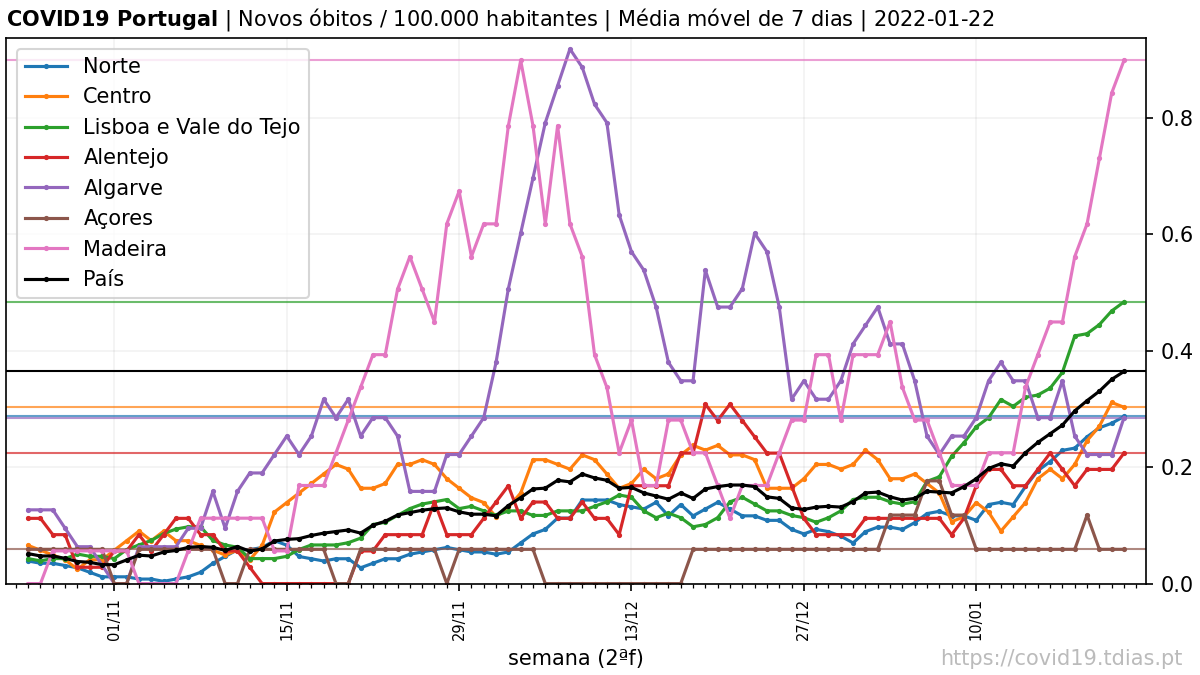 COVID19 Portugal | Novos óbitos / 100.000 habitantes | Média móvel de 7 dias | 2022-01-22
Norte
Centro
Lisboa e Vale do Tejo
Alentejo
Algarve
Açores
Madeira
País
0.8
0.6
0.4
0.2
0.0
01/11
15/11
29/11
13/12
27/12
10/01
semana (2ªf)
https://covid19.tdias.pt